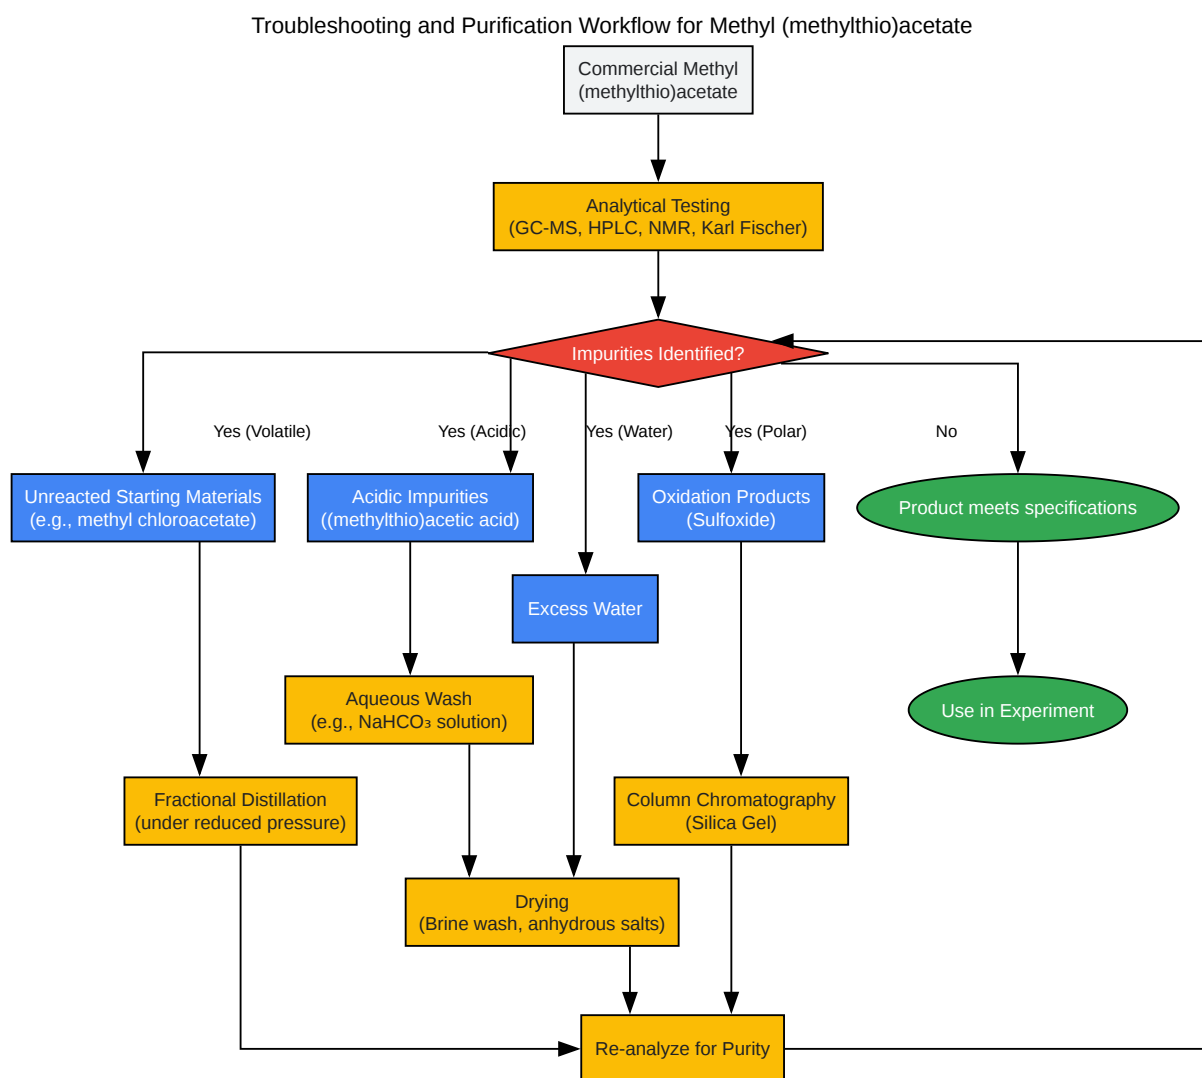 Troubleshooting and Purification Workflow for Methyl (methylthio)acetate
Commercial Methyl
(methylthio)acetate
Analytical Testing
(GC-MS, HPLC, NMR, Karl Fischer)
Impurities Identified?
Yes (Volatile)
Yes (Acidic)
Yes (Water)
Yes (Polar)
No
Unreacted Starting Materials
(e.g., methyl chloroacetate)
Acidic Impurities
((methylthio)acetic acid)
Oxidation Products
(Sulfoxide)
Product meets specifications
Excess Water
Aqueous Wash
(e.g., NaHCO₃ solution)
Use in Experiment
Fractional Distillation
(under reduced pressure)
Column Chromatography
(Silica Gel)
Drying
(Brine wash, anhydrous salts)
Re-analyze for Purity